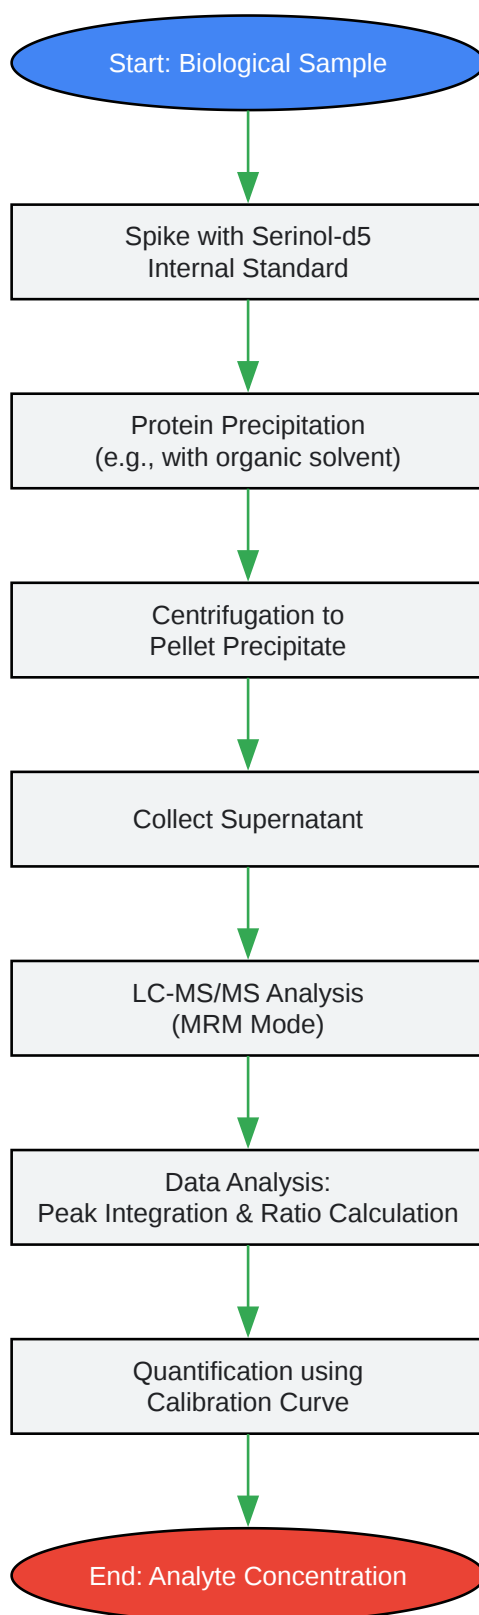 Start: Biological Sample
Spike with Serinol-d5
Internal Standard
Protein Precipitation
(e.g., with organic solvent)
Centrifugation to
Pellet Precipitate
Collect Supernatant
LC-MS/MS Analysis
(MRM Mode)
Data Analysis:
Peak Integration & Ratio Calculation
Quantification using
Calibration Curve
End: Analyte Concentration